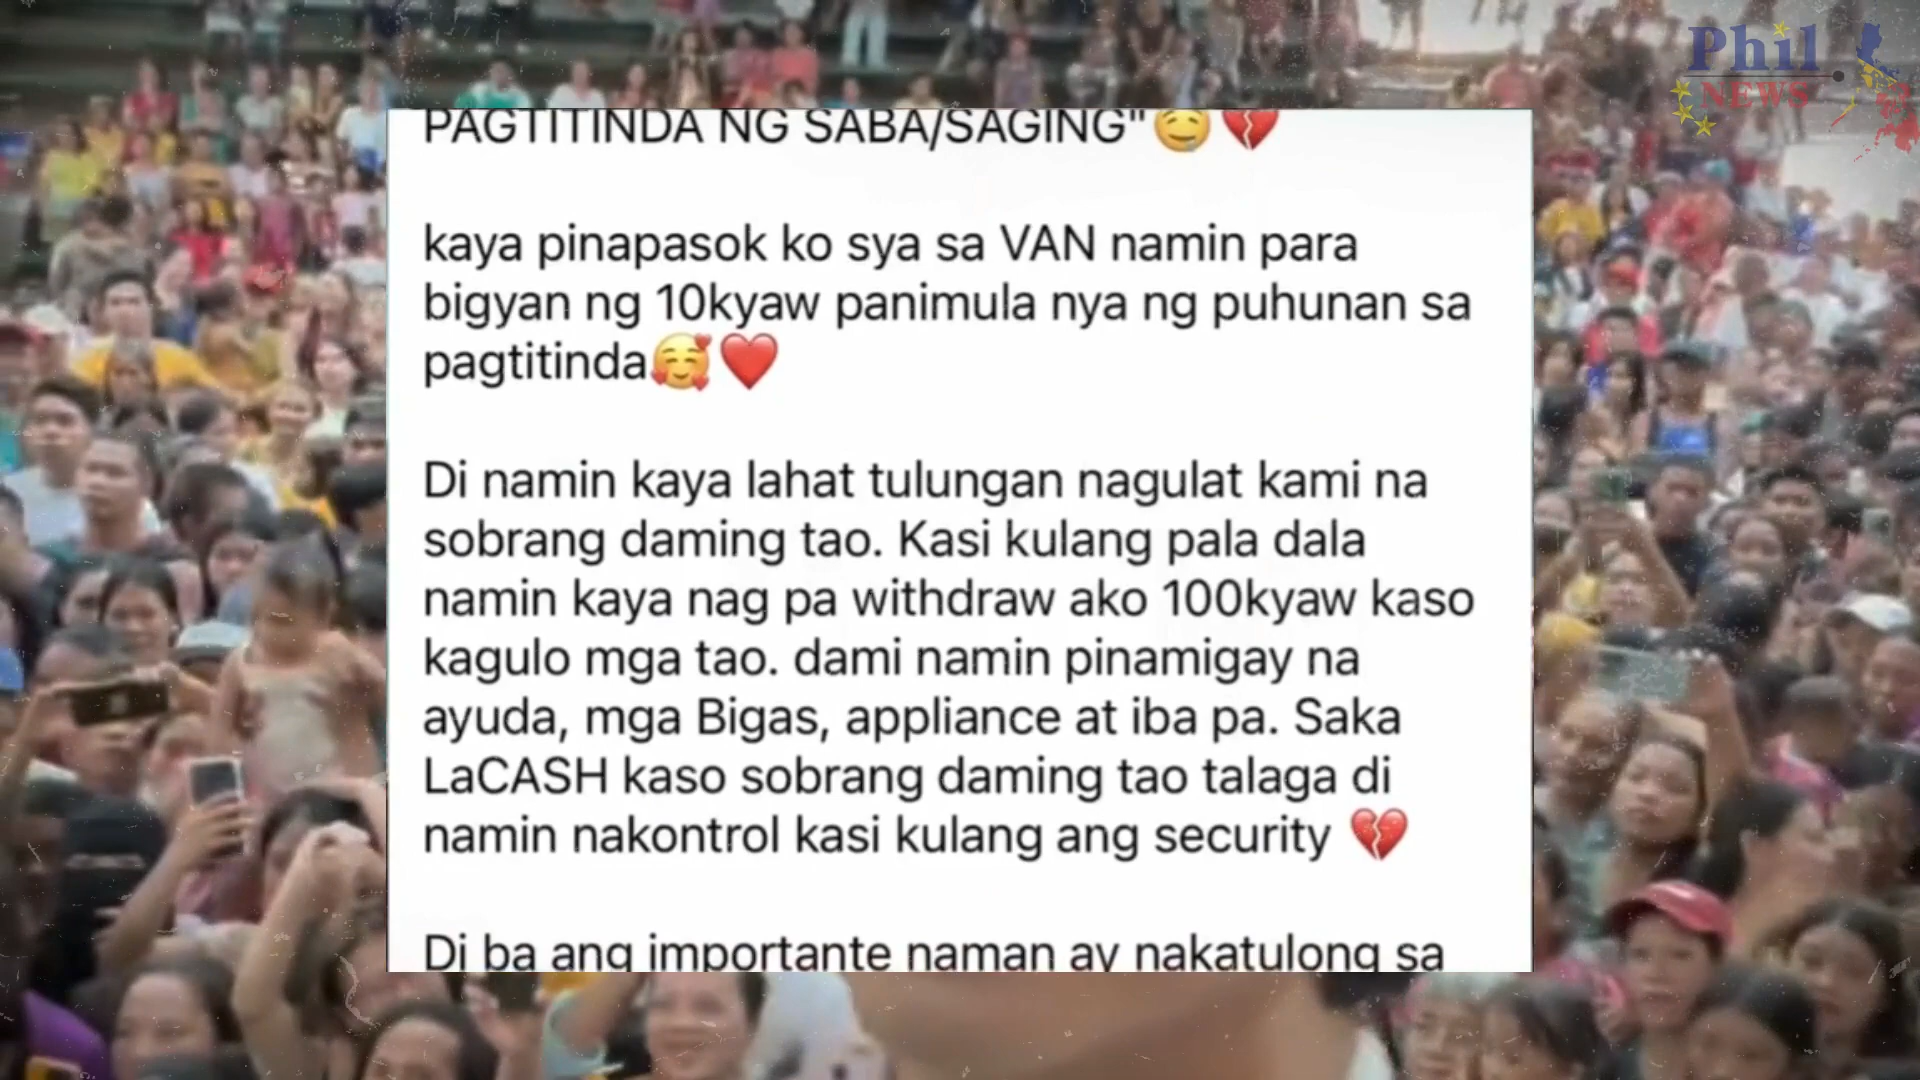 Phil
NEWS
PAGTITINDA NG SABA/SAGING"🤤💔
kaya pinapasok ko sya sa VAN namin para
bigyan ng 10kyaw panimula nya ng puhunan sa
pagtitinda🥰❤️
Di namin kaya lahat tulungan nagulat kami na
sobrang daming tao. Kasi kulang pala dala
namin kaya nag pa withdraw ako 100kyaw kaso
kagulo mga tao. dami namin pinamigay na
ayuda, mga Bigas, appliance at iba pa. Saka
LaCASH kaso sobrang daming tao talaga di
namin nakontrol kasi kulang ang security 💔
Di ba ang importante naman ay nakatulong sa